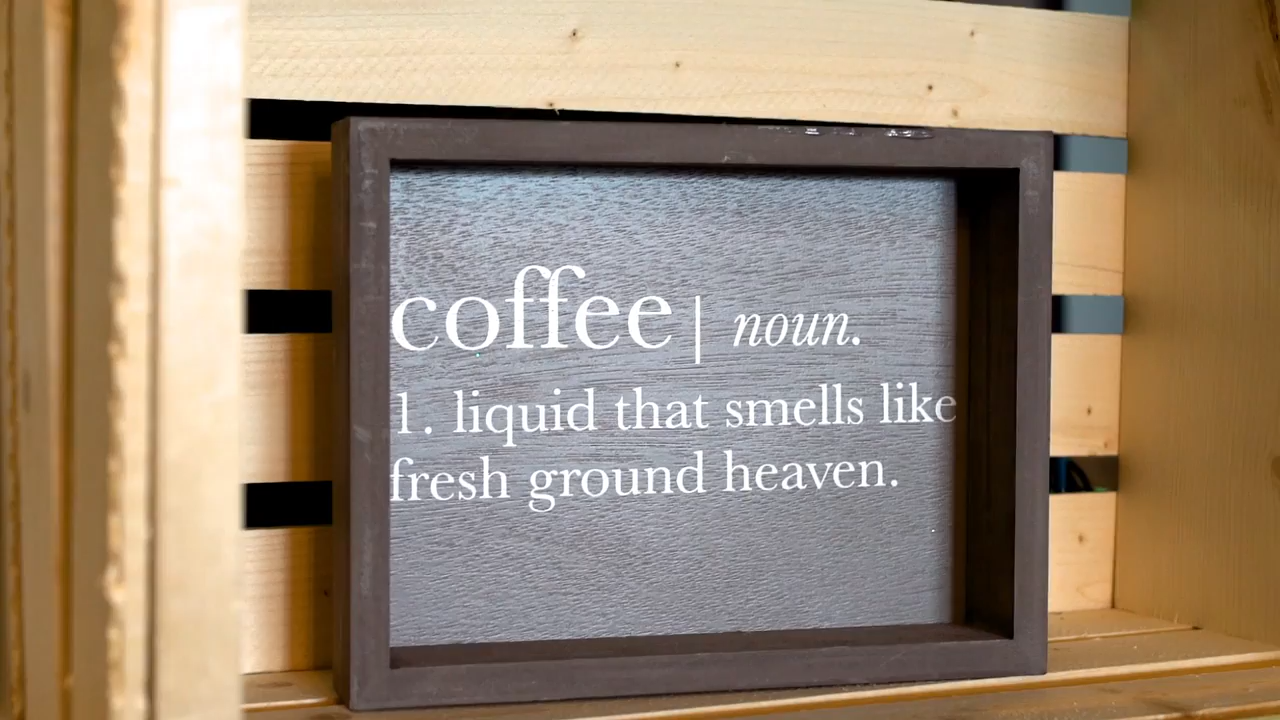 coffee | noun.
1. liquid that smells like
fresh ground heaven.